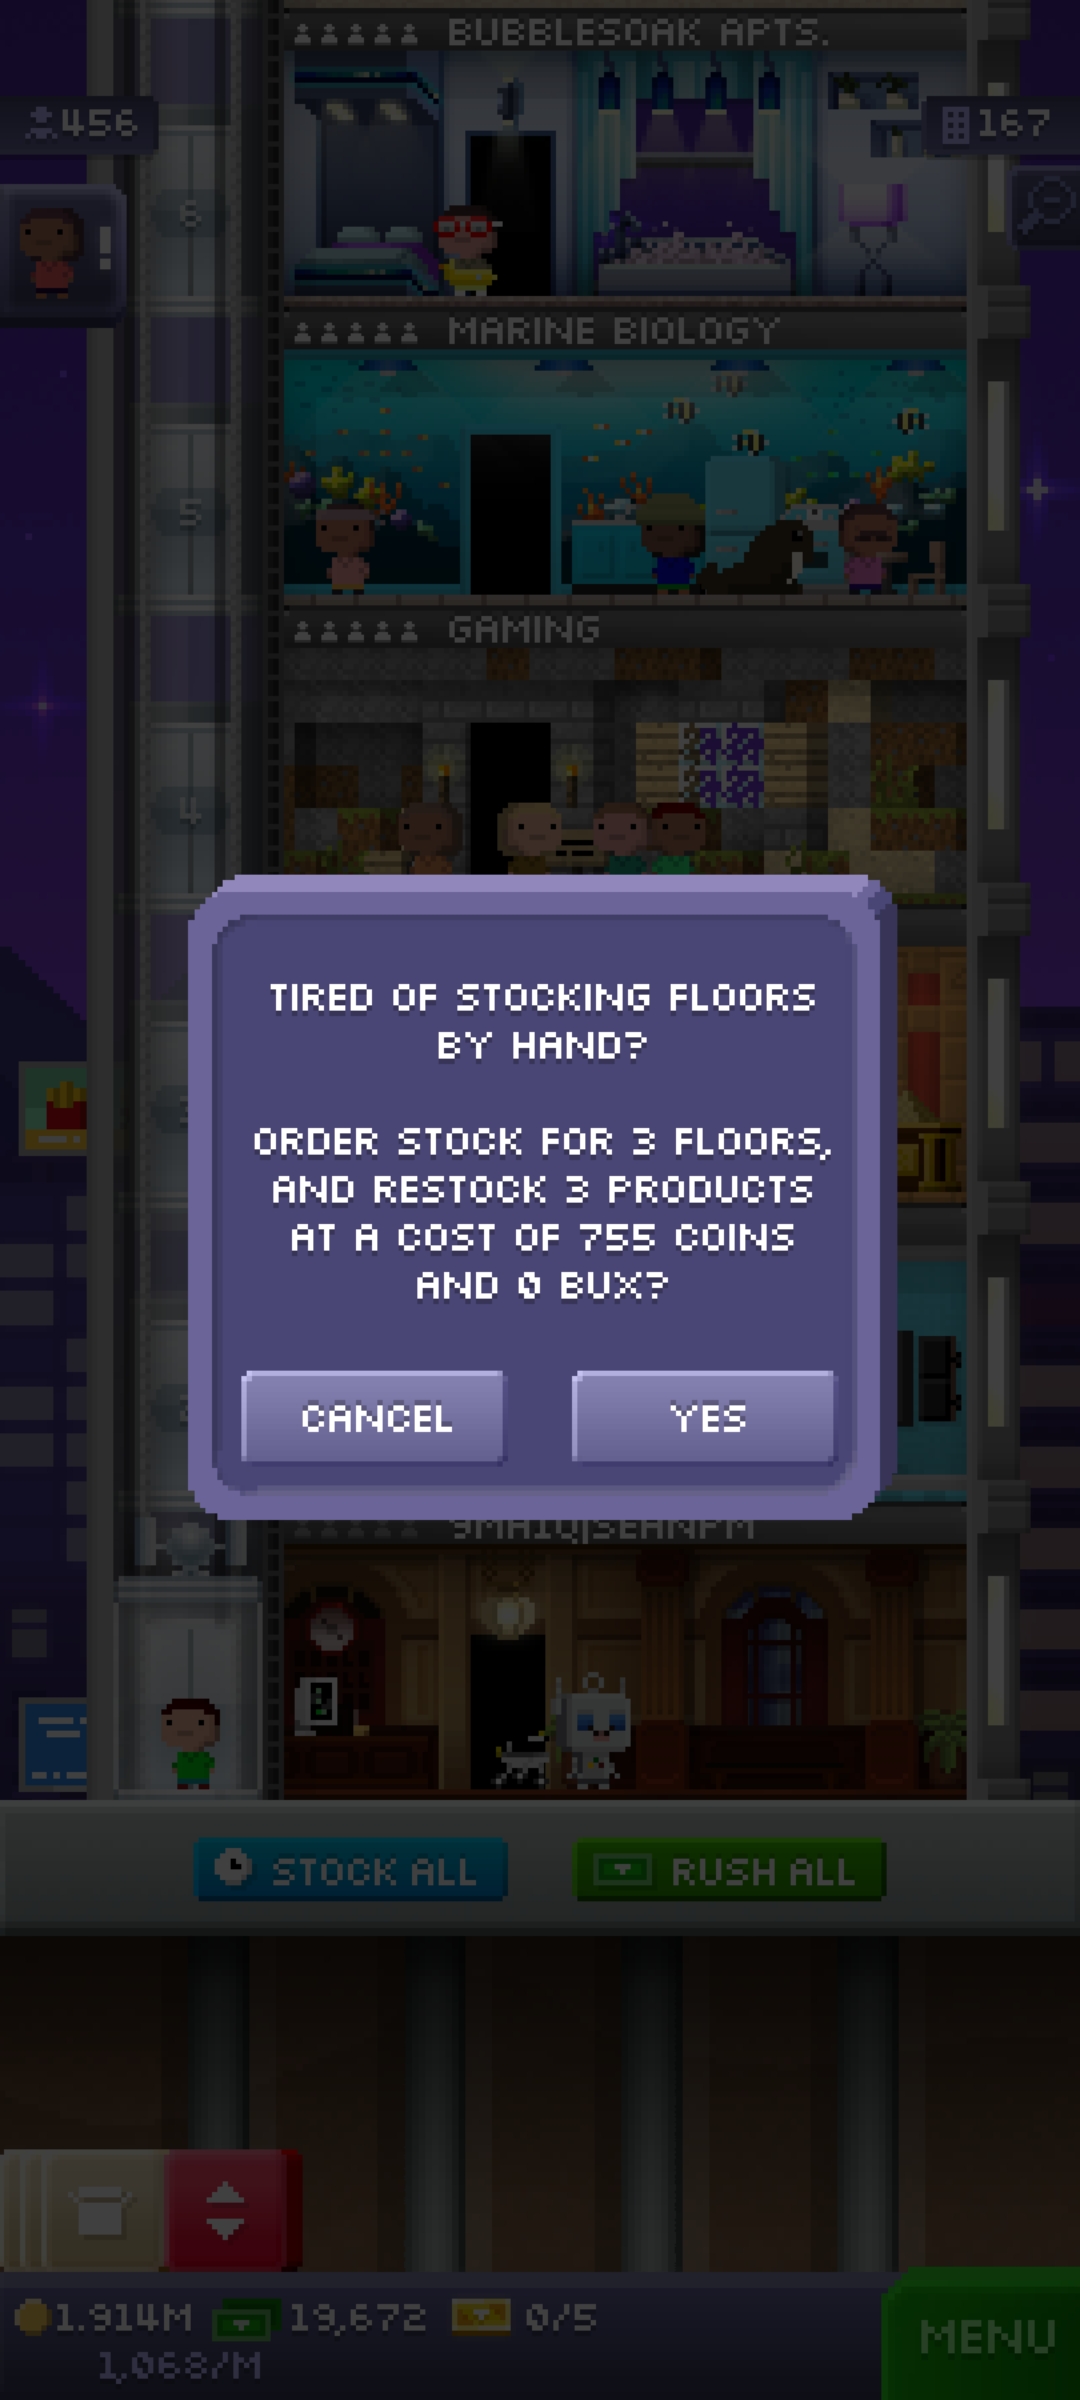 BUBBLESOAK APTS.
456
167
6
!
MARINE BIOLOGY
5
GAMING
4
TIRED OF STOCKING FLOORS
BY HAND?
ORDER STOCK FOR 3 FLOORS,
AND RESTOCK 3 PRODUCTS
AT A COST OF 755 COINS
AND 0 BUX?
CANCEL
YES
STOCK ALL
RUSH ALL
1.914M
19,672
0/5
MENU
1,068/M